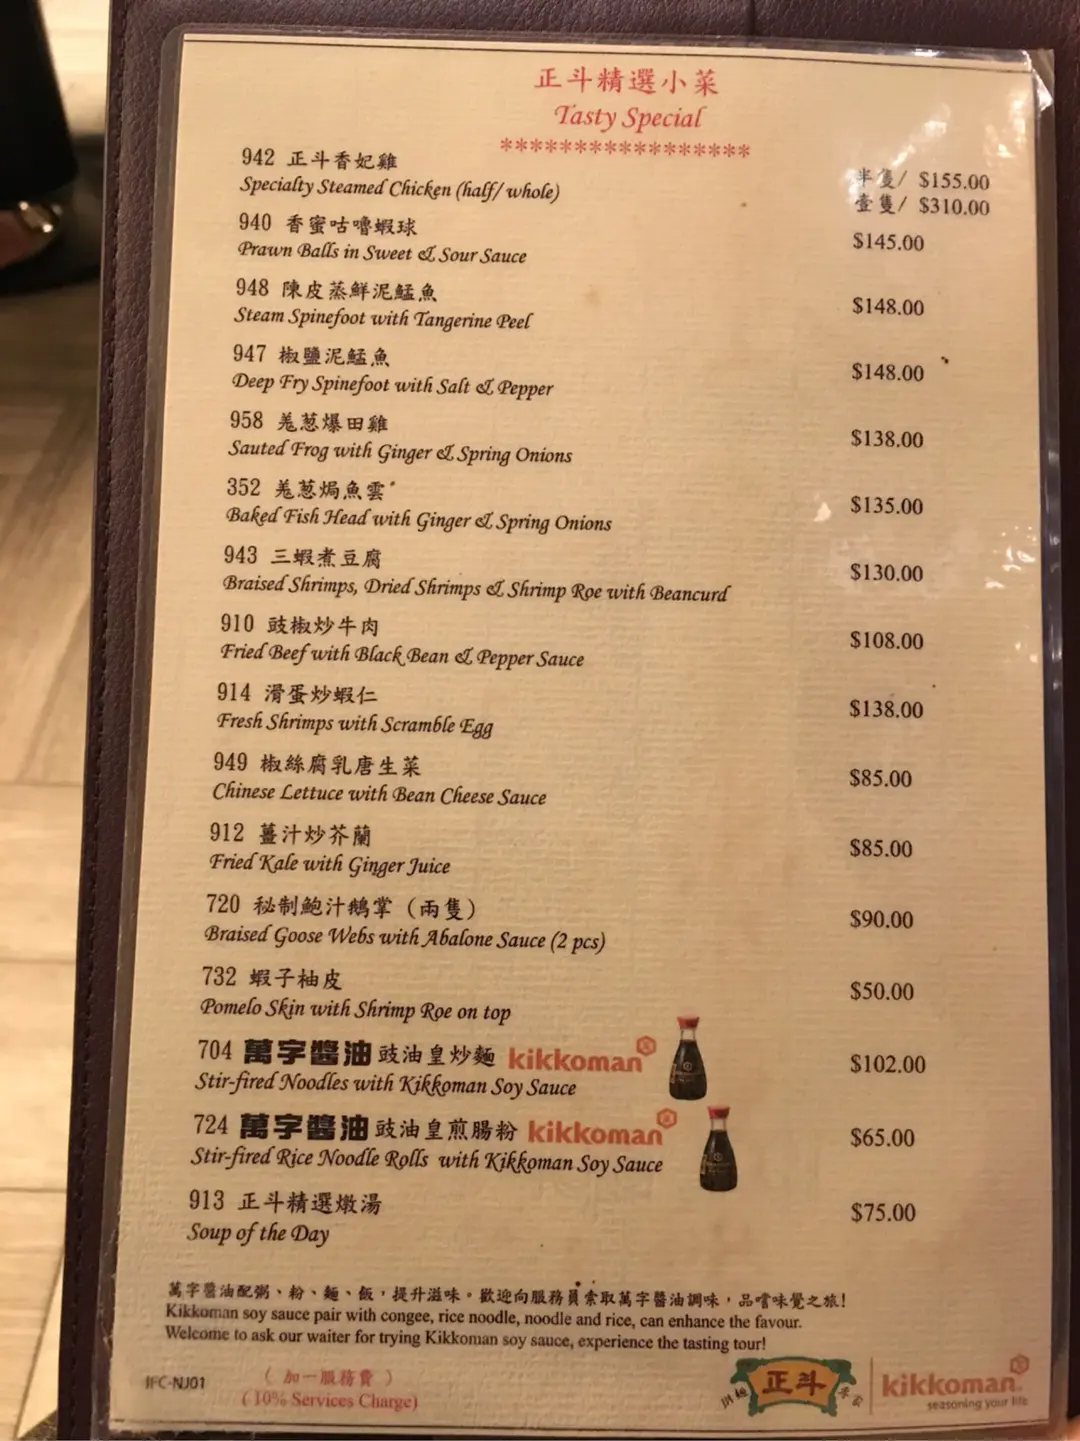 正斗精選小菜
Tasty Special
*****************
942 正斗香妃雞
Specialty Steamed Chicken (half/ whole)
半隻/ $155.00
壹隻/ $310.00
940 香蜜咕嚕蝦球
Prawn Balls in Sweet & Sour Sauce
$145.00
948 陳皮蒸鮮泥鯭魚
Steam Spinefoot with Tangerine Peel
$148.00
947 椒鹽泥鯭魚
Deep Fry Spinefoot with Salt & Pepper
$148.00
958 羌葱爆田雞
Sauted Frog with Ginger & Spring Onions
$138.00
352 羌葱焗魚雲
Baked Fish Head with Ginger & Spring Onions
$135.00
943 三蝦煮豆腐
Braised Shrimps, Dried Shrimps & Shrimp Roe with Beancurd
$130.00
910 豉椒炒牛肉
Fried Beef with Black Bean & Pepper Sauce
$108.00
914 滑蛋炒蝦仁
Fresh Shrimps with Scramble Egg
$138.00
949 椒絲腐乳唐生菜
Chinese Lettuce with Bean Cheese Sauce
$85.00
912 薑汁炒芥蘭
Fried Kale with Ginger Juice
$85.00
720 秘制鮑汁鵝掌 (兩隻)
Braised Goose Webs with Abalone Sauce (2 pcs)
$90.00
732 蝦子柚皮
Pomelo Skin with Shrimp Roe on top
$50.00
704 萬字醬油 豉油皇炒麵 kikkoman
Stir-fired Noodles with Kikkoman Soy Sauce
$102.00
724 萬字醬油 豉油皇煎腸粉 kikkoman
Stir-fired Rice Noodle Rolls with Kikkoman Soy Sauce
$65.00
913 正斗精選燉湯
Soup of the Day
$75.00
萬字醬油配粥、粉、麵、飯，提升滋味。歡迎向服務員索取萬字醬油調味，品嚐味覺之旅！
Kikkoman soy sauce pair with congee, rice noodle, noodle and rice, can enhance the favour.
Welcome to ask our waiter for trying Kikkoman soy sauce, experience the tasting tour!
IFC-NJ01
( 加一服務費 )
( 10% Services Charge)
正斗
kikkoman
seasoning your life